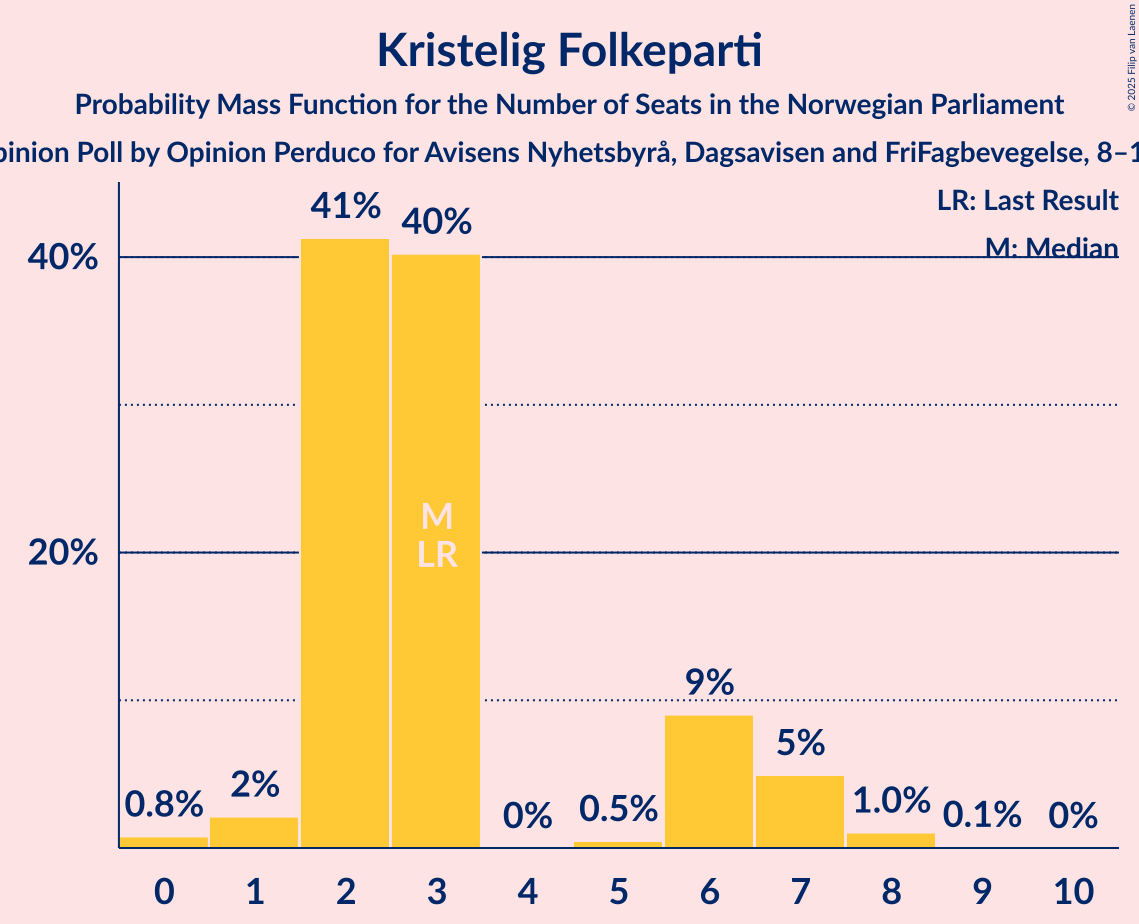 Kristelig Folkeparti
Probability Mass Function for the Number of Seats in the Norwegian Parliament
Poll by Opinion Perduco for Avisens Nyhetsbyrå, Dagsavisen and FriFagbevegelse,
LR: Last Result
M: Median
© 2025 Filip van Laenen
40%
20%
0.8%
2%
41%
40%
M
LR
0%
0.5%
9%
5%
1.0%
0.1%
0%
0 1 2 3 4 5 6 7 8 9 10